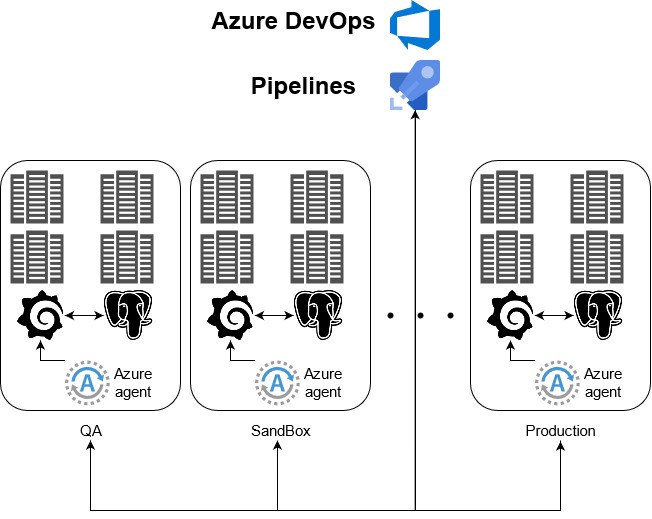 Azure DevOps
Pipelines
Azure
agent
Azure
agent
Azure
agent
A
A
A
QA
SandBox
Production